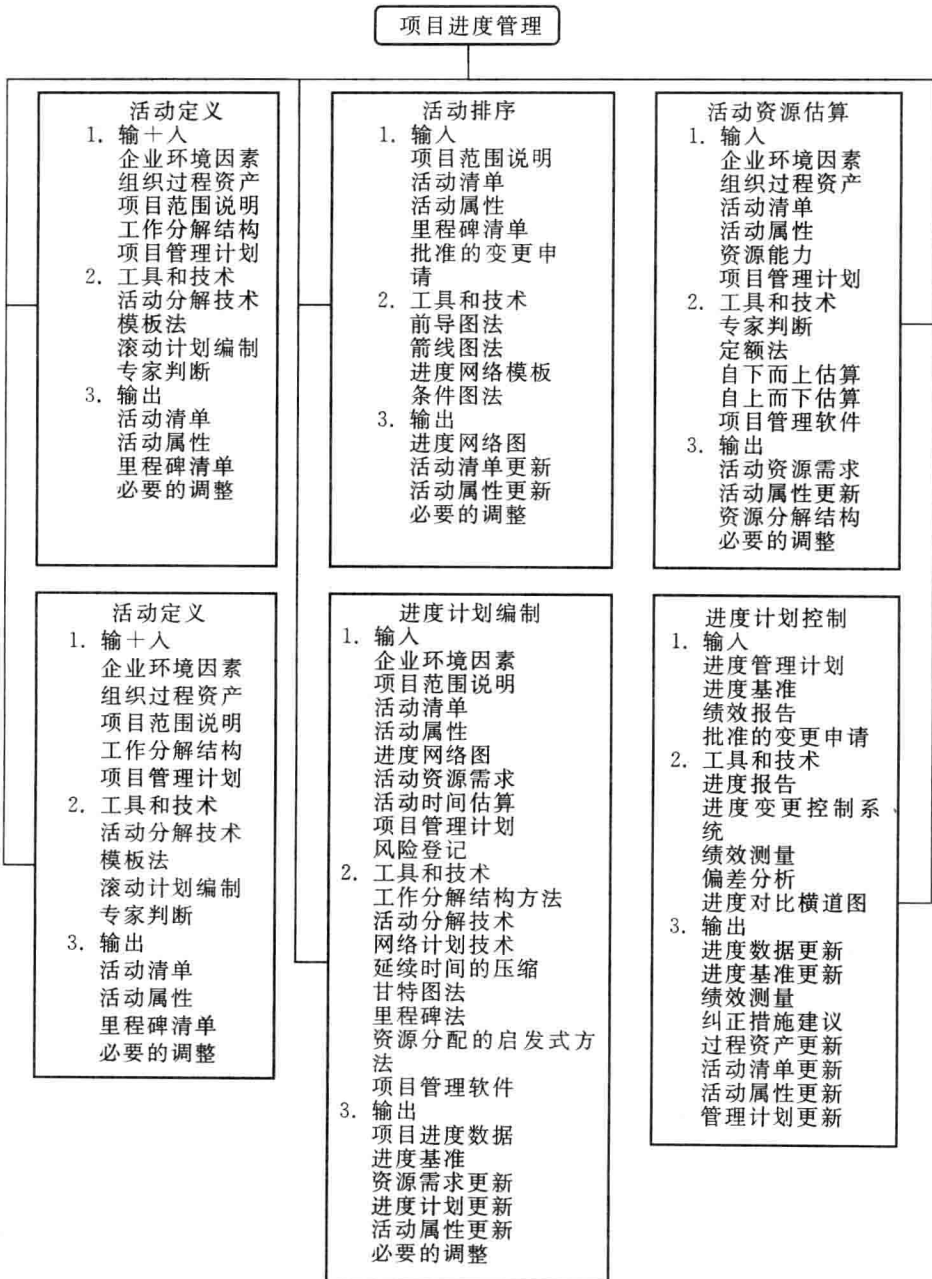 项目进度管理
活动定义
1. 输十入
企业环境因素
组织过程资产
项目范围说明
工作分解结构
项目管理计划
2. 工具和技术
活动分解技术
模板法
滚动计划编制
专家判断
3. 输出
活动清单
活动属性
里程碑清单
必要的调整
活动排序
1. 输入
项目范围说明
活动清单
活动属性
里程碑清单
批准的变更申
请
2. 工具和技术
前导图法
箭线图法
进度网络模板
条件图法
3. 输出
进度网络图
活动清单更新
活动属性更新
必要的调整
活动资源估算
1. 输入
企业环境因素
组织过程资产
活动清单
活动属性
资源能力
项目管理计划
2. 工具和技术
专家判断
定额法
自下而上估算
自上而下估算
项目管理软件
3. 输出
活动资源需求
活动属性更新
资源分解结构
必要的调整
活动定义
1. 输十入
企业环境因素
组织过程资产
项目范围说明
工作分解结构
项目管理计划
2. 工具和技术
活动分解技术
模板法
滚动计划编制
专家判断
3. 输出
活动清单
活动属性
里程碑清单
必要的调整
进度计划编制
1. 输入
企业环境因素
项目范围说明
活动清单
活动属性
进度网络图
活动资源需求
活动时间估算
项目管理计划
风险登记
2. 工具和技术
工作分解结构方法
活动分解技术
网络计划技术
延续时间的压缩
甘特图法
里程碑法
资源分配的启发式方
法
项目管理软件
3. 输出
项目进度数据
进度基准
资源需求更新
进度计划更新
活动属性更新
必要的调整
进度计划控制
1. 输入
进度管理计划
进度基准
绩效报告
批准的变更申请
2. 工具和技术
进度报告
进度变更控制系
统
绩效测量
偏差分析
进度对比横道图
3. 输出
进度数据更新
进度基准更新
绩效测量
纠正措施建议
过程资产更新
活动清单更新
活动属性更新
管理计划更新